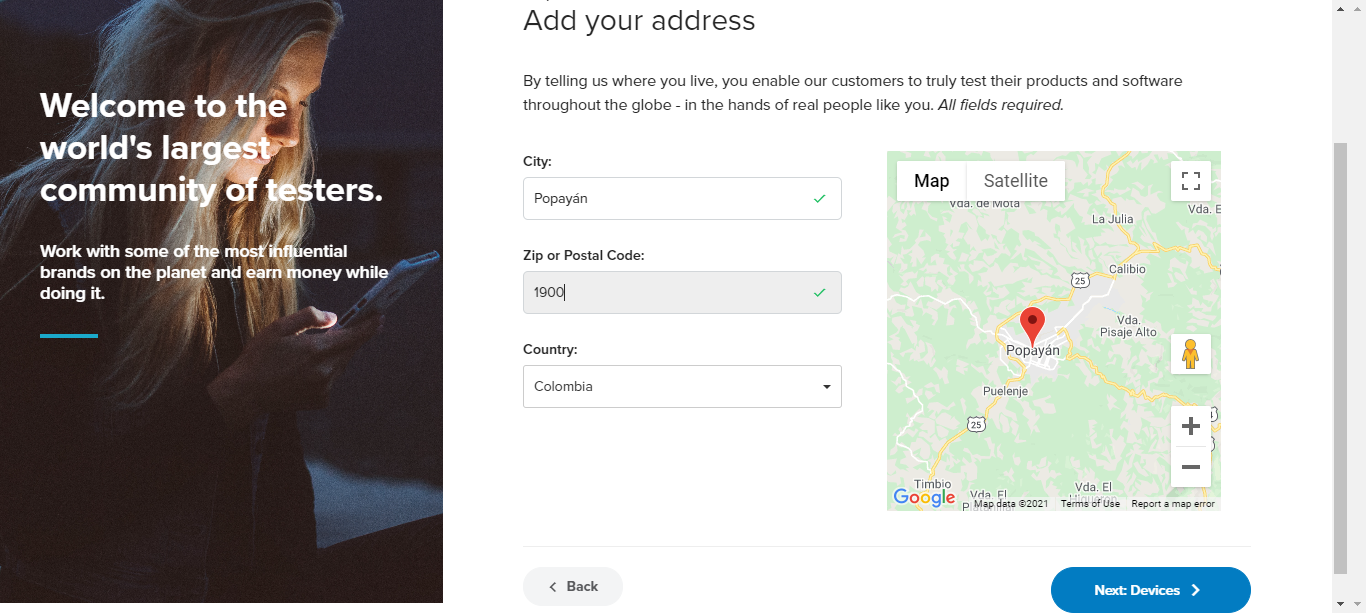 Add your address
Welcome to the
world's largest
community of testers.
Work with some of the most influential
brands on the planet and earn money while
doing it.
By telling us where you live, you enable our customers to truly test their products and software
throughout the globe - in the hands of real people like you. All fields required.
City:
Popayán
Zip or Postal Code:
1900
Country:
Colombia
Map
Satellite
Vda. de Mota
La Julia
Vda. E
Calibio
25
Vda.
Pisaje Alto
Popayán
Puelenje
25
Timbio
Vda. El
Vda. El
Higueron
Google
Map data ©2021
Terms of Use
Report a map error
Back
Next: Devices